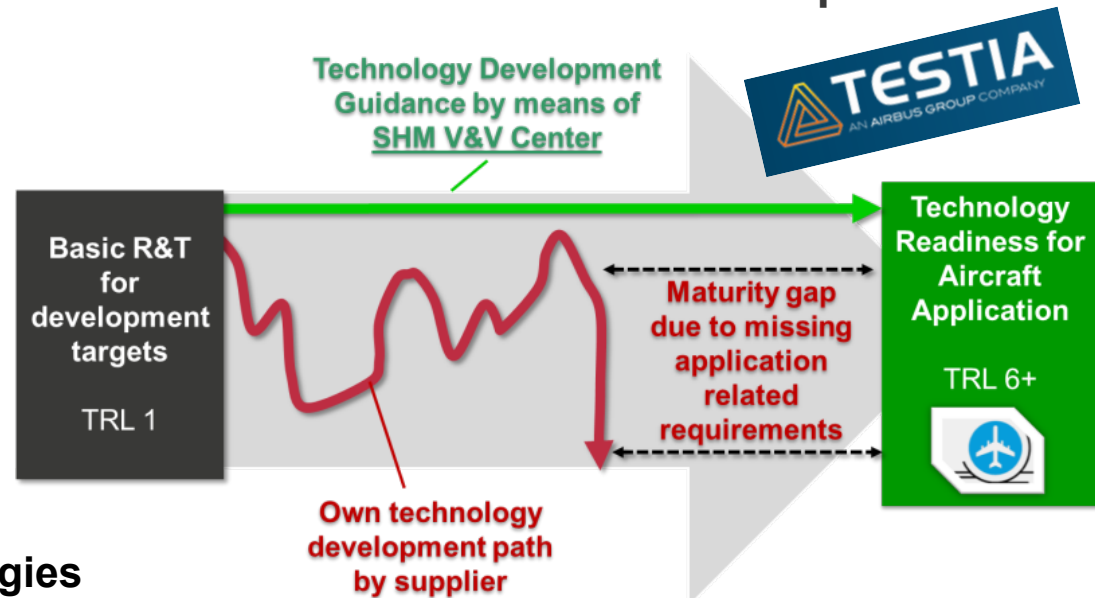 Technology Development
Guidance by means of
SHM V&V Center
TESTIA
AN AIRBUS GROUP COMPANY
Basic R&T
for
development
targets
TRL 1
Maturity gap
due to missing
application
related
requirements
Technology
Readiness for
Aircraft
Application
TRL 6+
Own technology
development path
by supplier
gies